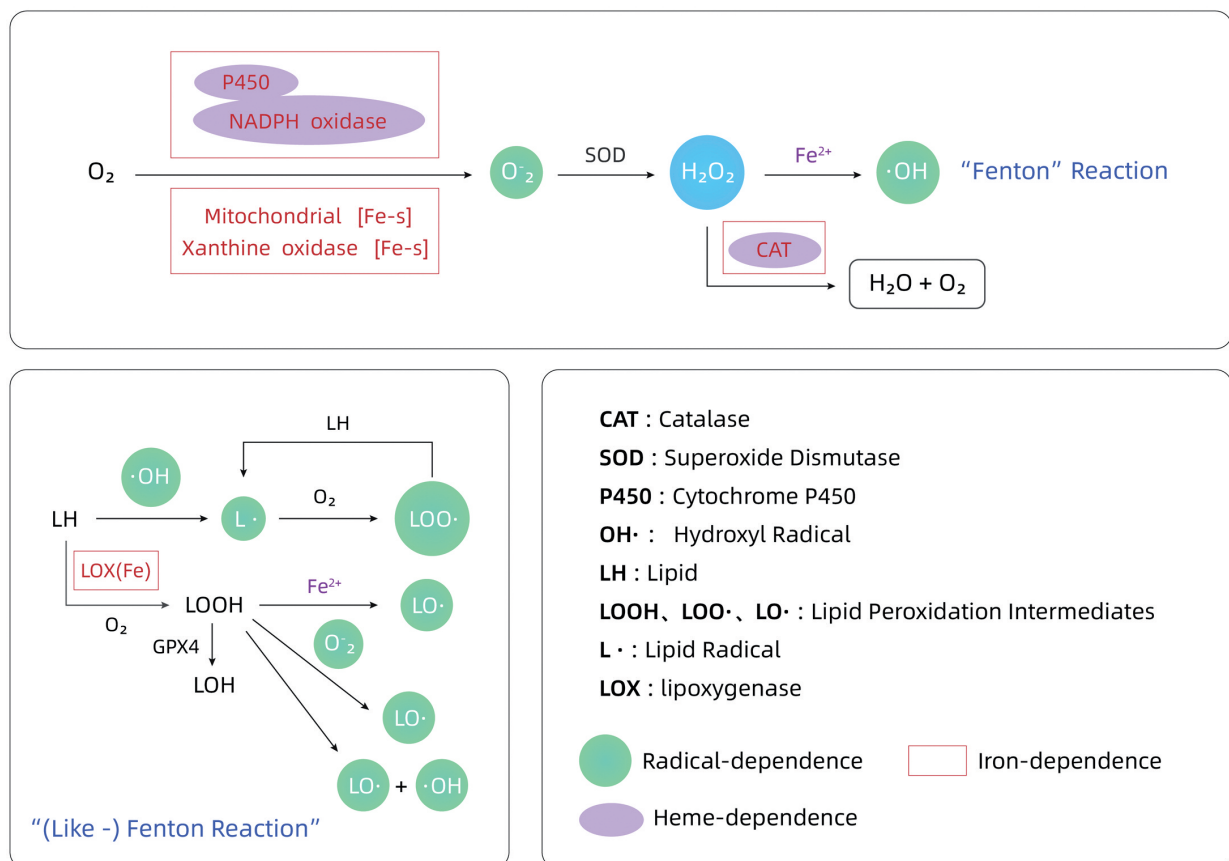 P450
NADPH oxidase
O₂
O⁻₂
SOD
H₂O₂
Fe²⁺
·OH
“Fenton” Reaction
Mitochondrial [Fe-s]
Xanthine oxidase [Fe-s]
CAT
H₂O + O₂
LH
·OH
LH
L ·
O₂
LOO·
LOX(Fe)
O₂
LOOH
Fe²⁺
LO·
O⁻₂
GPX4
LOH
LO·
LO· + ·OH
“(Like -) Fenton Reaction”
CAT : Catalase
SOD : Superoxide Dismutase
P450 : Cytochrome P450
OH· : Hydroxyl Radical
LH : Lipid
LOOH、LOO·、LO· : Lipid Peroxidation Intermediates
L · : Lipid Radical
LOX : lipoxygenase
Radical-dependence
Iron-dependence
Heme-dependence